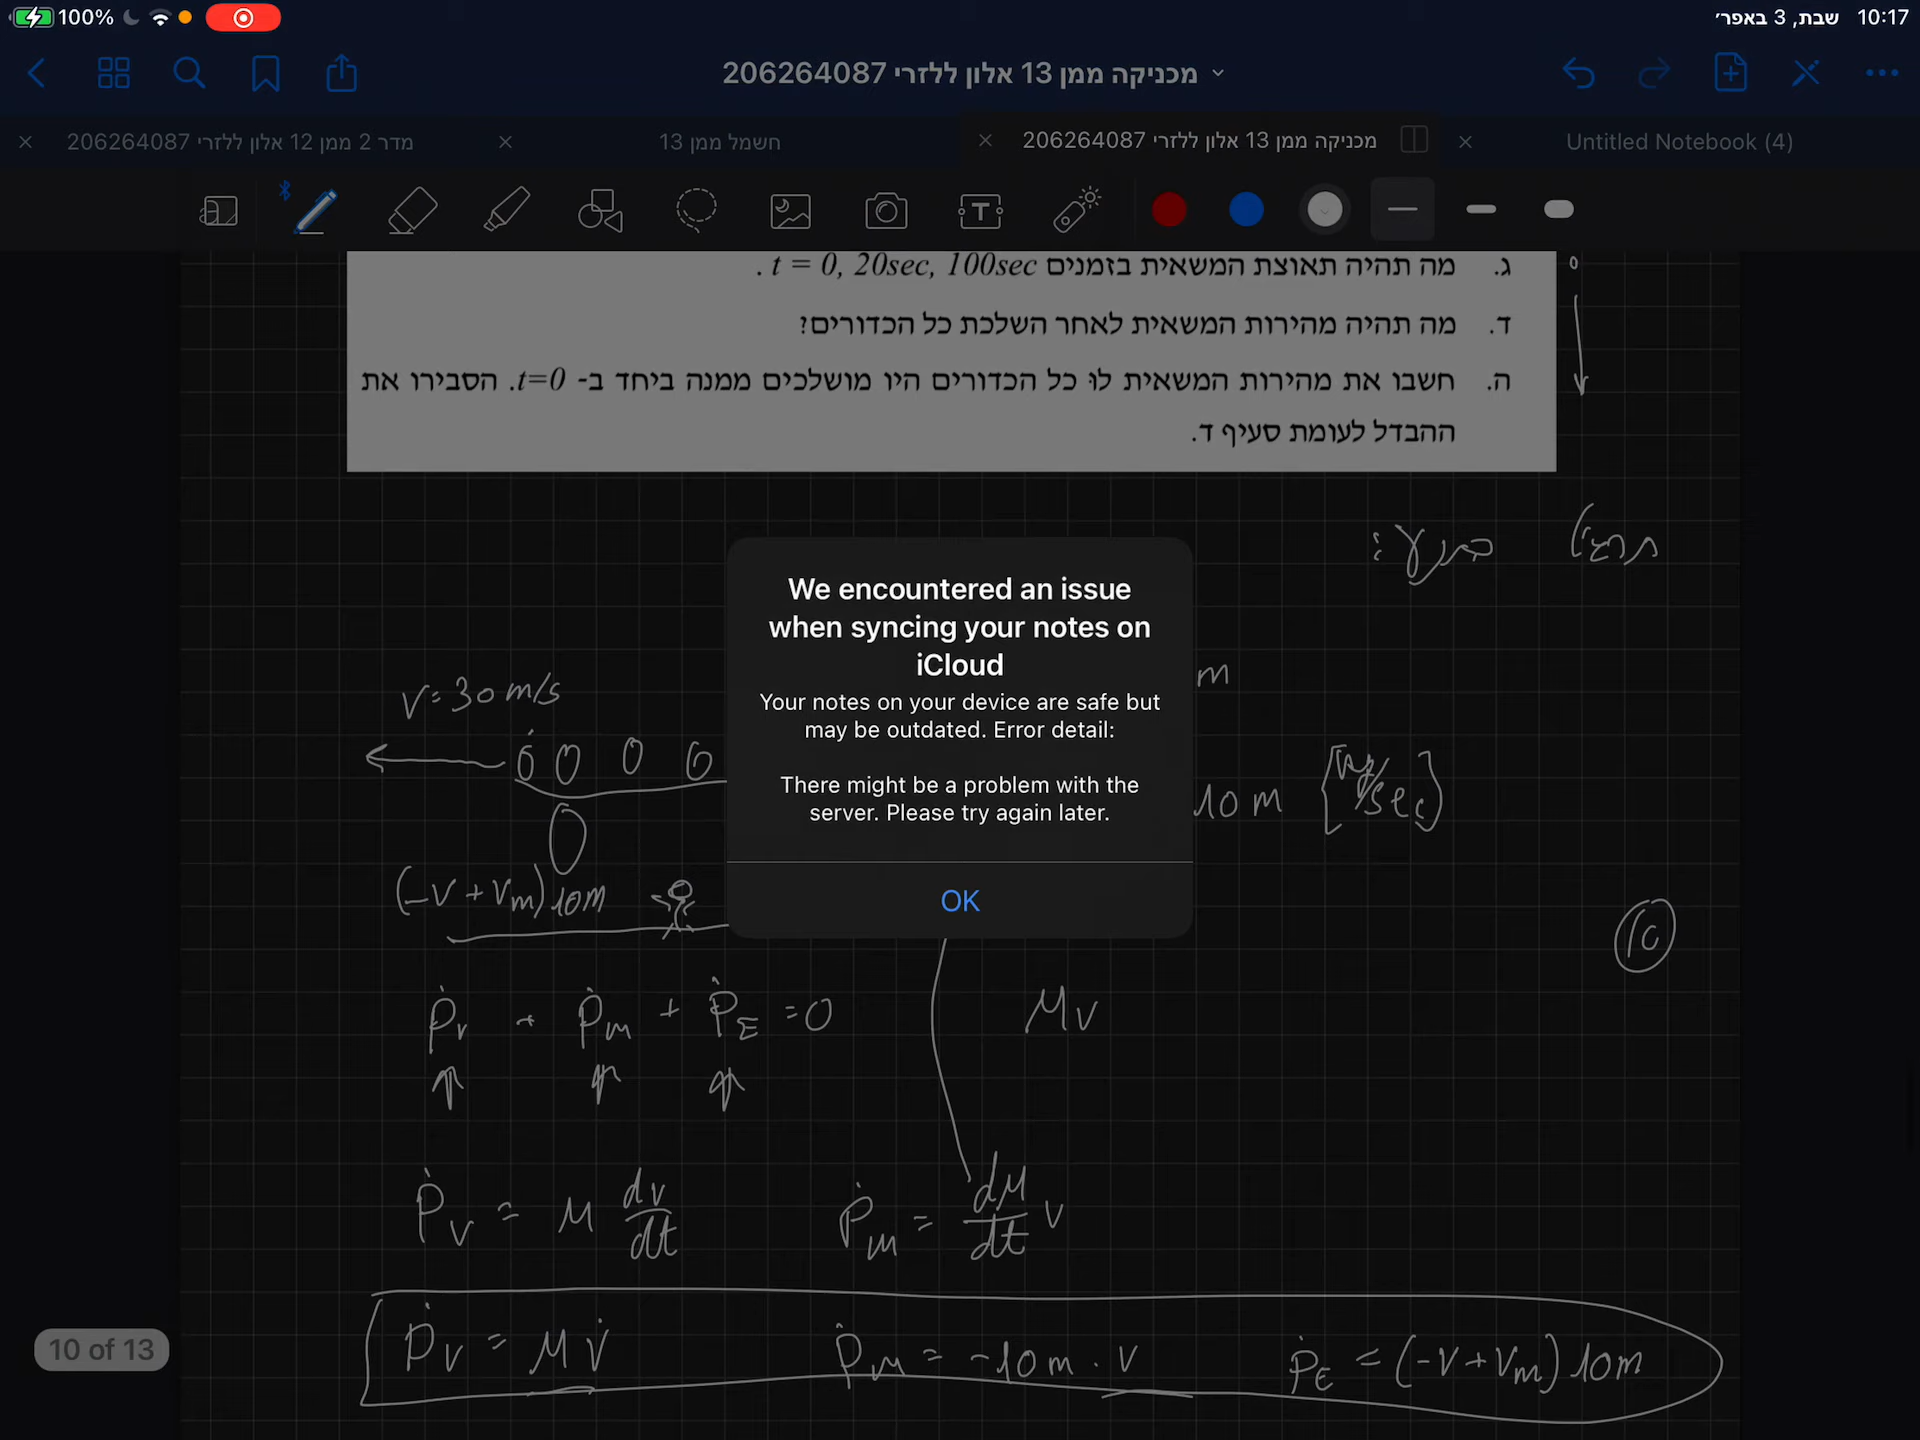 100%
שבת, 3 באפר׳ 10:17
מכניקה ממן 13 אלון ללזרי 206264087
מדר 2 ממן 12 אלון ללזרי 206264087
חשמל ממן 13
מכניקה ממן 13 אלון ללזרי 206264087
Untitled Notebook (4)
ג. מה תהיה תאוצת המשאית בזמנים t = 0, 20sec, 100sec .
ד. מה תהיה מהירות המשאית לאחר השלכת כל הכדורים?
ה. חשבו את מהירות המשאית לו כל הכדורים היו מושלכים ממנה ביחד ב- t=0. הסבירו את
ההבדל לעומת סעיף ד.
We encountered an issue
when syncing your notes on
iCloud
Your notes on your device are safe but
may be outdated. Error detail:
There might be a problem with the
server. Please try again later.
OK
m
V=30 m/s
10m [kg/sec]
(-V+Vm)10m
Ṗv + Ṗm + ṖE =0
MV
Ṗv = M dv/dt
Ṗm = dM/dt V
Ṗv = M V̇
Ṗm = -10m · V
ṖE = (-V+Vm)10m
10 of 13